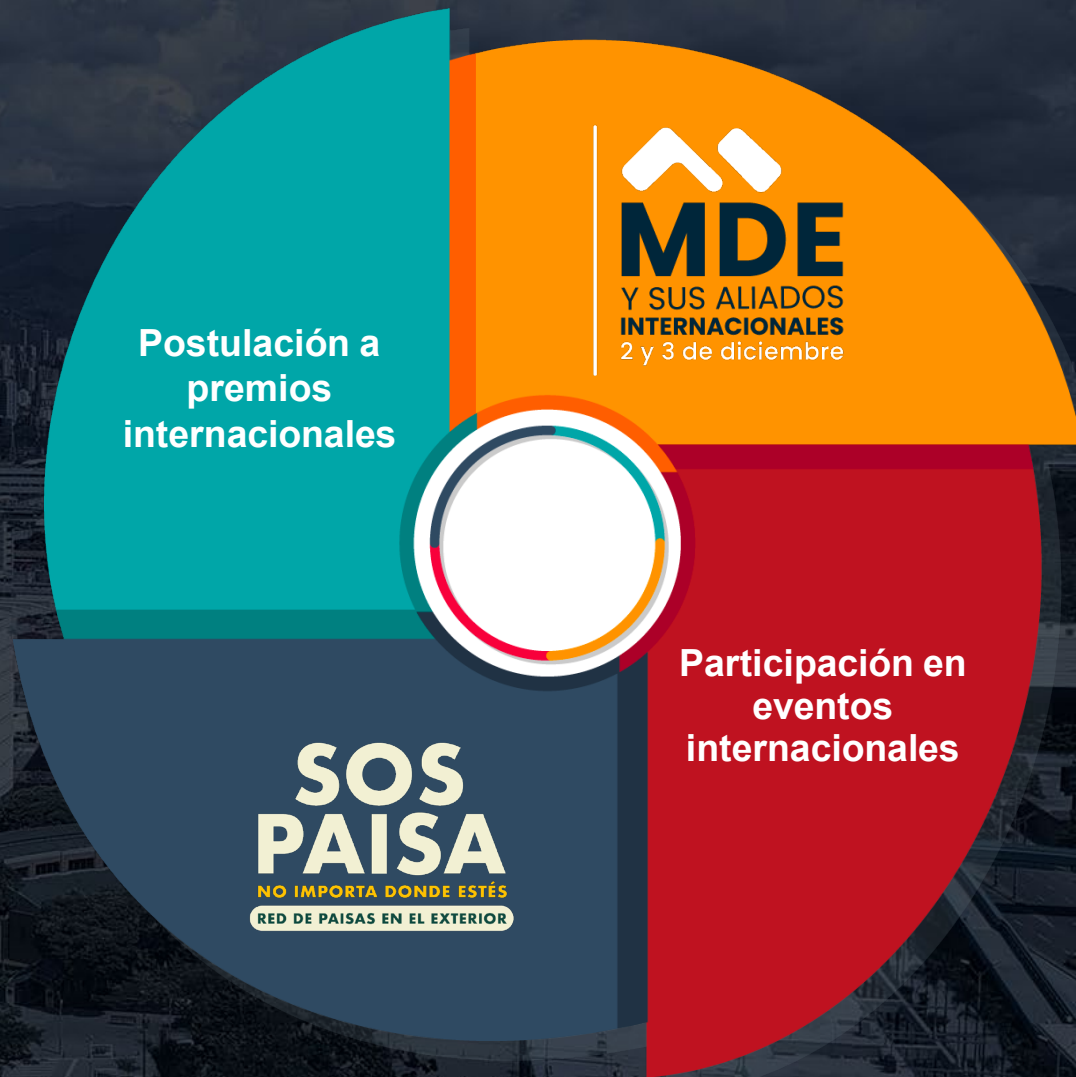 Postulación a
premios
internacionales
MDE
Y SUS ALIADOS
INTERNACIONALES
2 y 3 de diciembre
Participación en
eventos
internacionales
SOS
PAISA
NO IMPORTA DONDE ESTÉS
RED DE PAISAS EN EL EXTERIOR